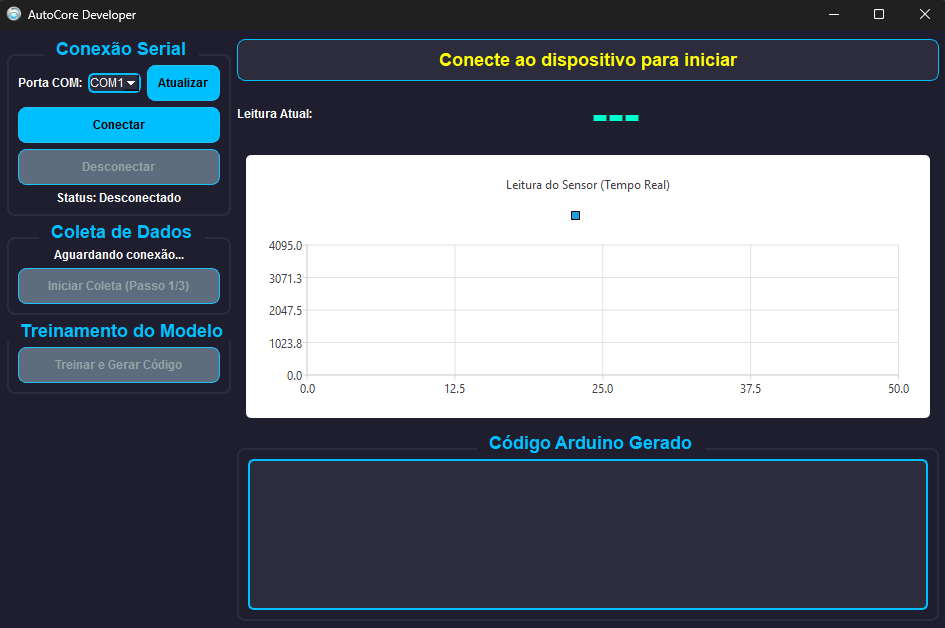 AutoCore Developer
Conexão Serial
Porta COM: COM1 Atualizar
Conectar
Desconectar
Status: Desconectado
Coleta de Dados
Aguardando conexão...
Iniciar Coleta (Passo 1/3)
Treinamento do Modelo
Treinar e Gerar Código
Conecte ao dispositivo para iniciar
Leitura Atual: ---
Leitura do Sensor (Tempo Real)
4095.0
3071.3
2047.5
1023.8
0.0
0.0 12.5 25.0 37.5 50.0
Código Arduino Gerado